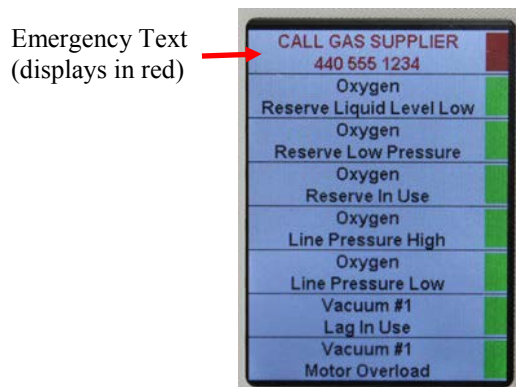 Emergency Text
(displays in red)
CALL GAS SUPPLIER
440 555 1234
Oxygen
Reserve Liquid Level Low
Oxygen
Reserve Low Pressure
Oxygen
Reserve In Use
Oxygen
Line Pressure High
Oxygen
Line Pressure Low
Vacuum #1
Lag In Use
Vacuum #1
Motor Overload